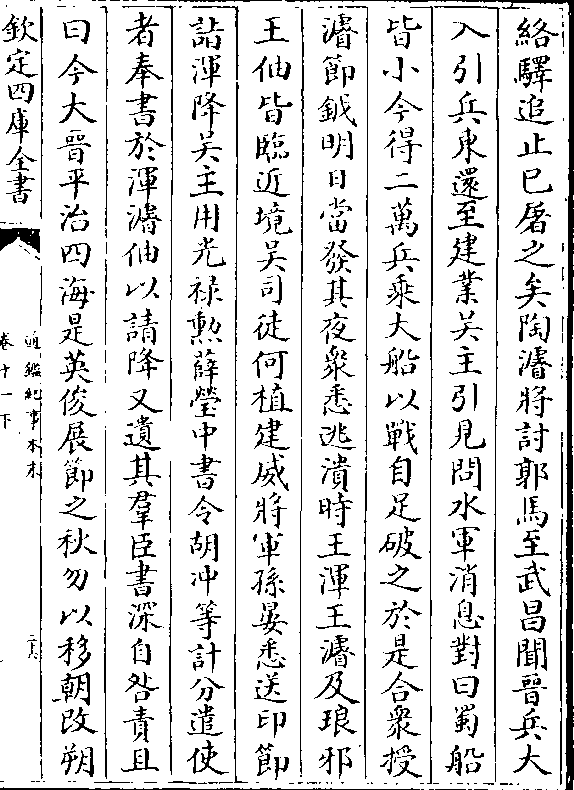 絡驛追止已屠之矣陶濬將討郭馬至武昌聞晉兵大
入引兵東還至建業吴主引見問水軍消息對曰蜀船
皆小今得二萬兵乘大船以戰自足破之於是合衆授
濬節鉞明日當發其夜衆悉逃潰時王渾王濬及琅邪
王伷皆臨近境吴司徒何植建威將軍孫晏悉送印節
詣渾降吴主用光禄勲薛瑩中書令胡冲等計分遣使
者奉書於渾濬伷以請降又遺其羣臣書深自咎責且
曰今大晉平治四海是英俊展節之秋勿以移朝改朔
欽定四庫全書
通鑑紀事本末
卷十一下